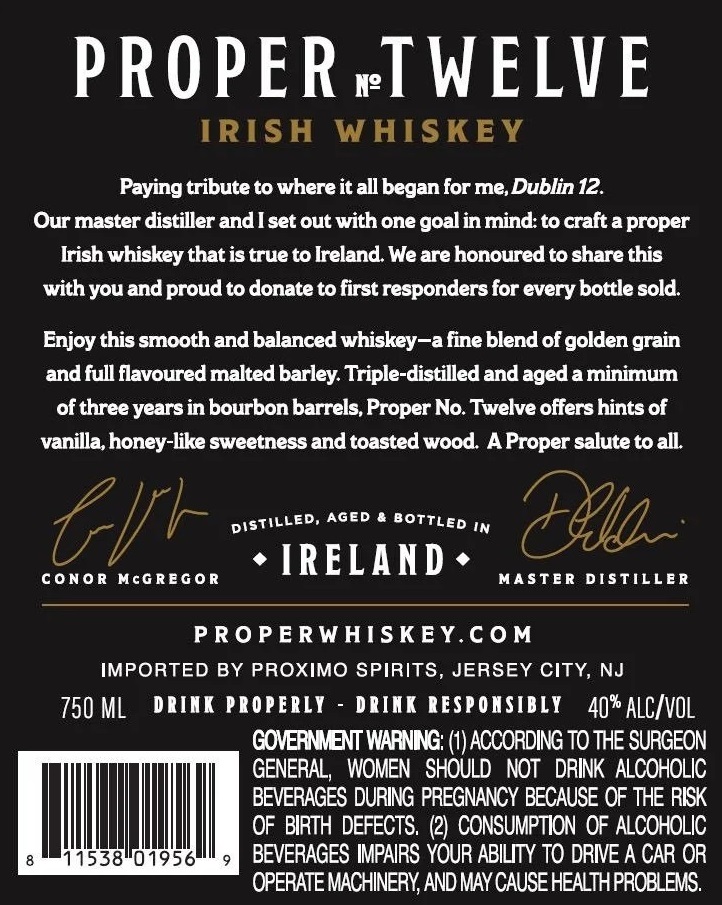 PROPER Nº TWELVE
IRISH WHISKEY
Paying tribute to where it all began for me, Dublin 12.
Our master distiller and I set out with one goal in mind: to craft a proper
Irish whiskey that is true to Ireland. We are honoured to share this
with you and proud to donate to first responders for every bottle sold.
Enjoy this smooth and balanced whiskey—a fine blend of golden grain
and full flavoured malted barley. Triple-distilled and aged a minimum
of three years in bourbon barrels, Proper No. Twelve offers hints of
vanilla, honey-like sweetness and toasted wood. A Proper salute to all.
DISTILLED, AGED & BOTTLED IN
IRELAND
CONOR McGREGOR
MASTER DISTILLER
PROPERWHISKEY.COM
IMPORTED BY PROXIMO SPIRITS, JERSEY CITY, NJ
750 ML DRINK PROPERLY - DRINK RESPONSIBLY 40% ALC/VOL
GOVERNMENT WARNING: (1) ACCORDING TO THE SURGEON
GENERAL, WOMEN SHOULD NOT DRINK ALCOHOLIC
BEVERAGES DURING PREGNANCY BECAUSE OF THE RISK
OF BIRTH DEFECTS. (2) CONSUMPTION OF ALCOHOLIC
BEVERAGES IMPAIRS YOUR ABILITY TO DRIVE A CAR OR
OPERATE MACHINERY, AND MAY CAUSE HEALTH PROBLEMS.
8 11538 01956 9